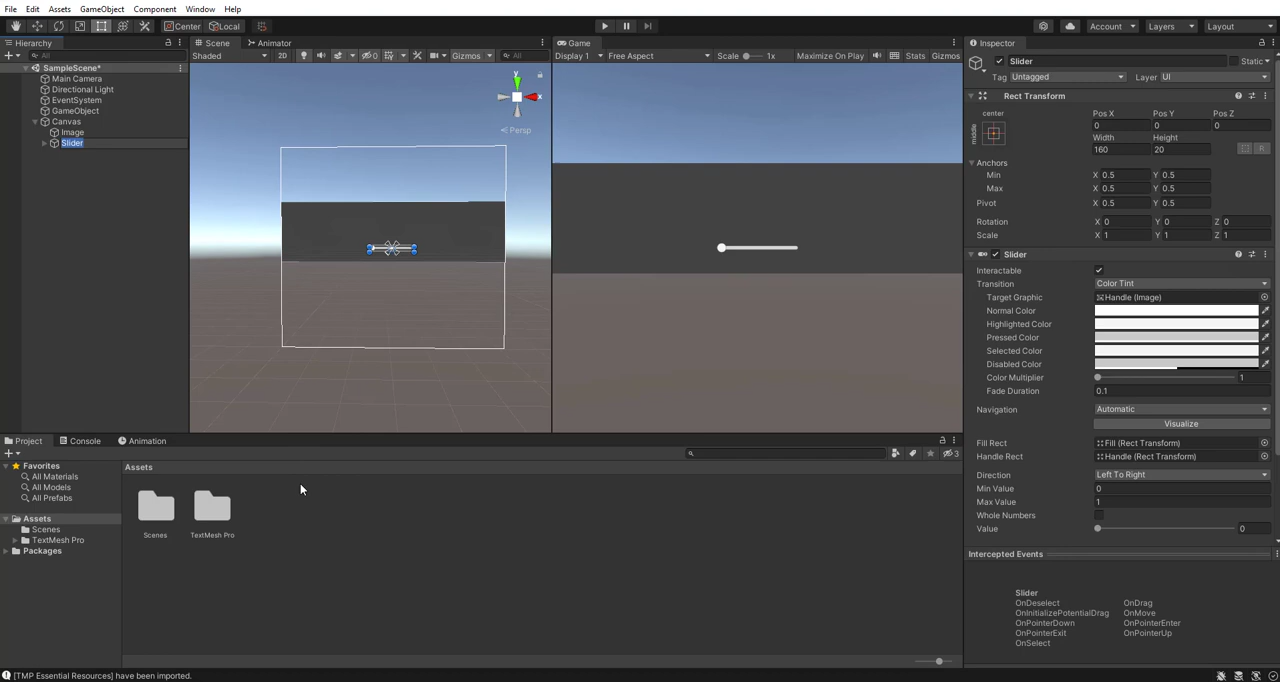 File Edit Assets GameObject Component Window Help
Center Local Account Layers Layout
Hierarchy Scene Animator Game Inspector
All Shaded 2D 0 Gizmos All Display 1 Free Aspect Scale 1x Maximize On Play Stats Gizmos Slider Static
SampleScene* Tag Untagged Layer UI
Main Camera
Directional Light
EventSystem
GameObject
Canvas
Image
Slider
y
x
Persp
Rect Transform
center
middle
Pos X Pos Y Pos Z
0 0 0
Width Height
160 20
R
Anchors
Min X 0.5 Y 0.5
Max X 0.5 Y 0.5
Pivot X 0.5 Y 0.5
Rotation X 0 Y 0 Z 0
Scale X 1 Y 1 Z 1
Slider
Interactable
Transition Color Tint
Target Graphic Handle (Image)
Normal Color
Highlighted Color
Pressed Color
Selected Color
Disabled Color
Color Multiplier 1
Fade Duration 0.1
Navigation Automatic
Visualize
Fill Rect Fill (Rect Transform)
Handle Rect Handle (Rect Transform)
Direction Left To Right
Min Value 0
Max Value 1
Whole Numbers
Value 0
Intercepted Events
Slider
OnDeselect OnDrag
OnInitializePotentialDrag OnMove
OnPointerDown OnPointerEnter
OnPointerExit OnPointerUp
OnSelect
Project Console Animation
3
Favorites
All Materials
All Models
All Prefabs
Assets
Scenes
TextMesh Pro
Packages
Assets
Scenes TextMesh Pro
[TMP Essential Resources] have been imported.